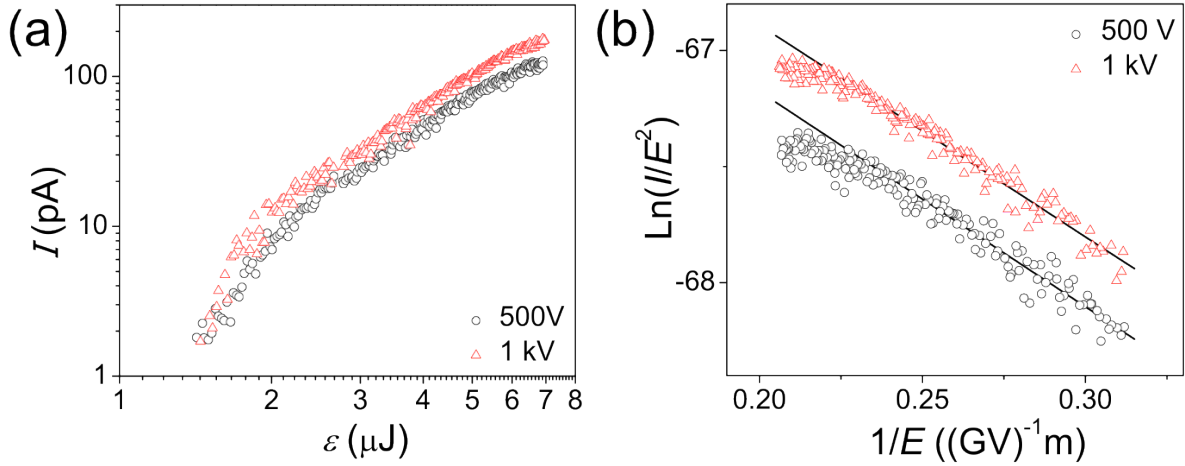 (a)
100
10
1
I (pA)
1
2
3
4
5
6
7
8
ε (μJ)
500V
1 kV
(b)
-67
-68
Ln(I/E²)
0.20
0.25
0.30
1/E ((GV)⁻¹m)
500 V
1 kV